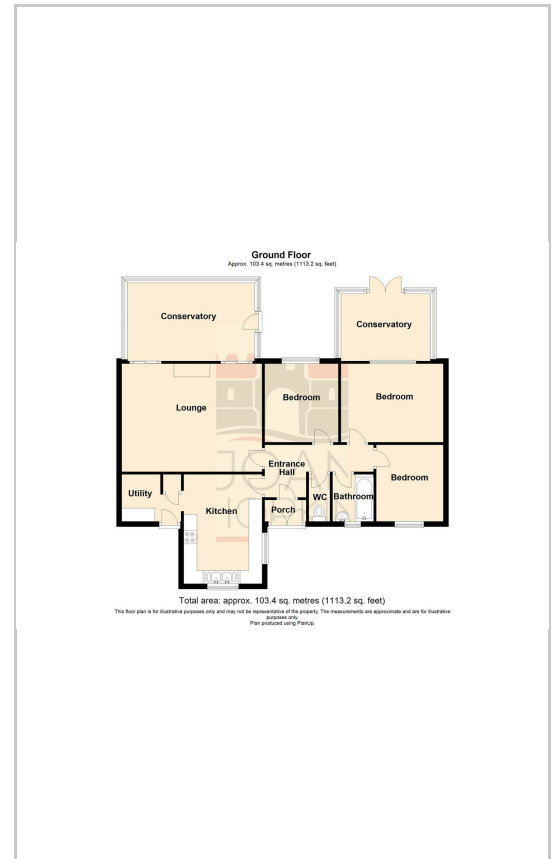 Ground Floor
Approx. 103.4 sq. metres (1113.2 sq. feet)
Conservatory
Conservatory
Lounge
Bedroom
Bedroom
Entrance
Hall
Bedroom
Utility
Kitchen
Porch
WC
Bathroom
JOAN
Total area: approx. 103.4 sq. metres (1113.2 sq. feet)
This floor plan is for illustrative purposes only and may not be representative of the property. The measurements are approximate and are for illustrative
purposes only.
Plan produced using PlanUp.